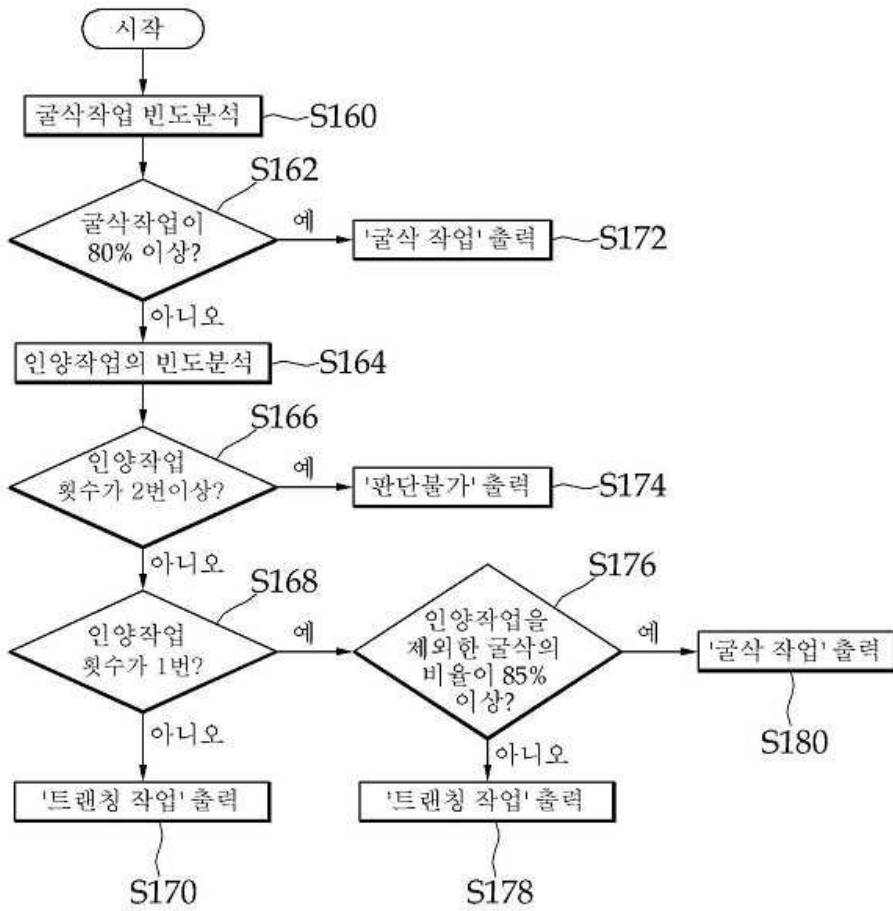 시작
굴삭작업 빈도분석
S160
S162
굴삭작업이
80% 이상?
예
'굴삭 작업' 출력
S172
아니오
인양작업의 빈도분석
S164
S166
인양작업
횟수가 2번이상?
예
'판단불가' 출력
S174
아니오
S168
인양작업
횟수가 1번?
예
S176
인양작업을
제외한 굴삭의
비율이 85%
이상?
예
'굴삭 작업' 출력
S180
아니오
'트랜칭 작업' 출력
S170
아니오
'트랜칭 작업' 출력
S178